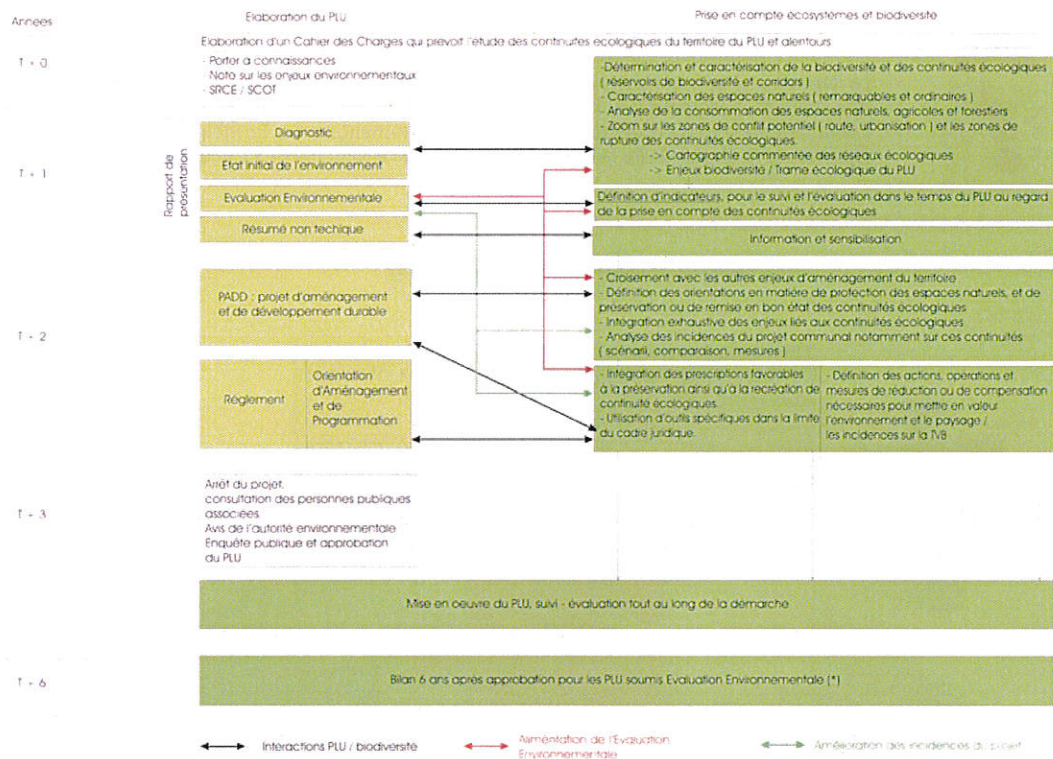 Années
Elaboration du PLU
Prise en compte écosystèmes et biodiversité
Elaboration d'un Cahier des Charges qui prévoit l'étude des continuités écologiques du territoire du PLU et alentours
T + 0
- Porter a connaissances
- Note sur les enjeux environnementaux
- SRCE / SCOT
-Détermination et caractérisation de la biodiversité et des continuités écologiques
( réservoirs de biodiversité et corridors )
- Caractérisation des espaces naturels ( remarquables et ordinaires )
- Analyse de la consommation des espaces naturels, agricoles et forestiers
- Zoom sur les zones de conflit potentiel ( route, urbanisation ) et les zones de
rupture des continuités écologiques.
-> Cartographie commentée des réseaux écologiques
-> Enjeux biodiversité / Trame écologique du PLU
Rapport de
présentation
Diagnostic
T + 1
Etat Initial de l'environnement
Evaluation Environnementale
Définition d'indicateurs, pour le suivi et l'évaluation dans le temps du PLU au regard
de la prise en compte des continuités écologiques
Résumé non techique
Information et sensibilisation
PADD : projet d'aménagement
et de développement durable
- Croisement avec les autres enjeux d'aménagement du territoire
- Définition des orientations en matière de protection des espaces naturels, et de
préservation ou de remise en bon état des continuités écologiques
- Intégration exhaustive des enjeux liés aux continuités écologiques
- Analyse des incidences du projet communal notamment sur ces continuités
( scénarii, comparaison, mesures )
T + 2
Règlement
Orientation
d'Aménagement
et de
Programmation
- Intégration des prescriptions favorables
à la préservation ainsi qu'à la recréation de
continuité écologiques.
- Utilisation d'outils spécifiques dans la limite
du cadre juridique.
- Définition des actions, opérations et
mesures de réduction ou de compensation
nécessaires pour mettre en valeur
l'environnement et le paysage /
les incidences sur la TVB
T + 3
Arrêt du projet,
consultation des personnes publiques
associées
Avis de l'autorité environnementale
Enquête publique et approbation
du PLU
Mise en oeuvre du PLU, suivi - évaluation tout au long de la démarche
T + 6
Bilan 6 ans après approbation pour les PLU soumis Evaluation Environnementale (*)
Intéractions PLU / biodiversité
Alimentation de l'Evaluation
Environnementale
Amélioration des incidences du projet